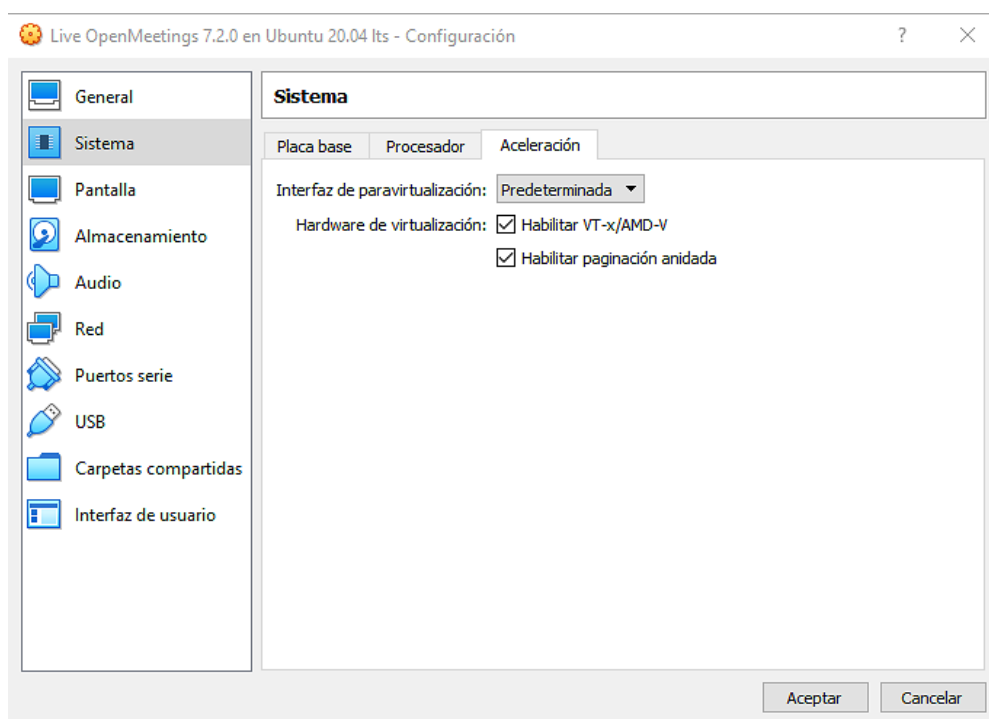 Live OpenMeetings 7.2.0 en Ubuntu 20.04 lts - Configuración ?
General
Sistema
Pantalla
Almacenamiento
Audio
Red
Puertos serie
USB
Carpetas compartidas
Interfaz de usuario
Sistema
Placa base Procesador Aceleración
Interfaz de paravirtualización: Predeterminada
Hardware de virtualización: Habilitar VT-x/AMD-V
Habilitar paginación anidada
Aceptar Cancelar